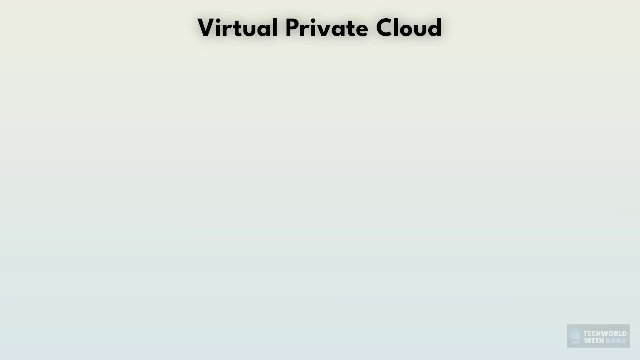 Virtual Private Cloud
TECHWORLD
WITH NANA